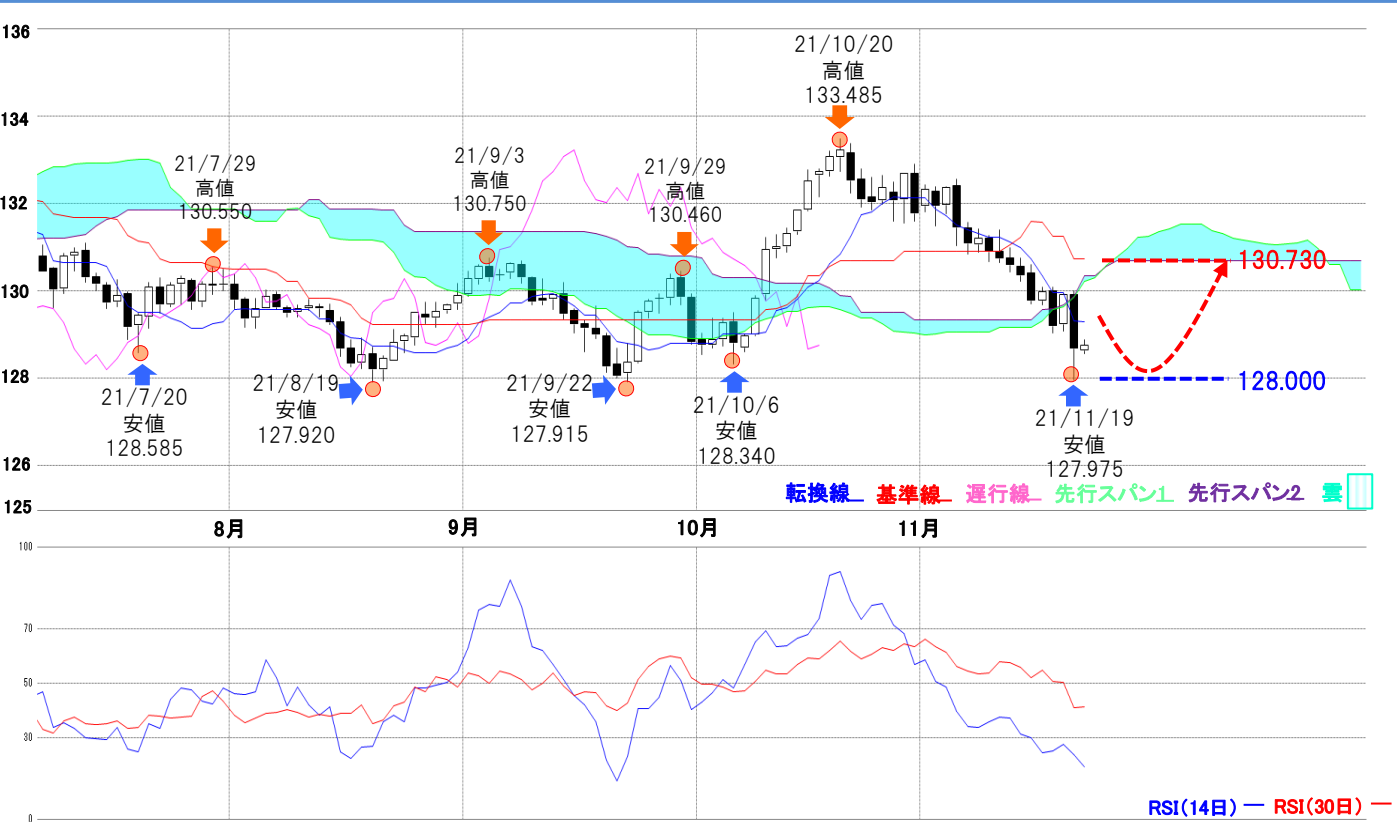 136
134
132
130
128
126
125
21/7/29
高値
130.550
21/9/3
高値
130.750
21/9/29
高値
130.460
21/10/20
高値
133.485
130.730
128.000
21/7/20
安値
128.585
21/8/19
安値
127.920
21/9/22
安値
127.915
21/10/6
安値
128.340
21/11/19
安値
127.975
転換線 基準線 遅行線 先行スパン1 先行スパン2 雲
8月 9月 10月 11月
100
70
50
30
0
RSI(14日) RSI(30日)